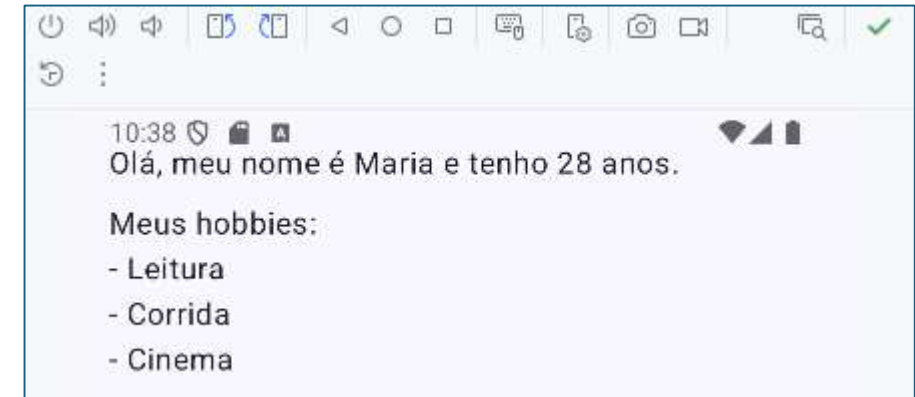 10:38
Olá, meu nome é Maria e tenho 28 anos.
Meus hobbies:
- Leitura
- Corrida
- Cinema